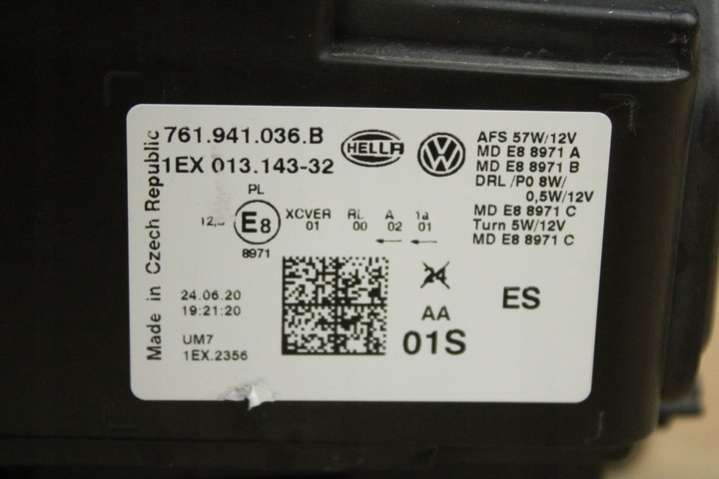 Made in Czech Republic
761.941.036.B
1EX 013.143-32
HELLA
AFS 57W/12V
MD E8 8971 A
MD E8 8971 B
DRL /P0 8W/
0,5W/12V
MD E8 8971 C
Turn 5W/12V
MD E8 8971 C
PL
E8
8971
XCVER RL A 1a
01 00 02 01
24.06.20
19:21:20
UM7
1EX.2356
24
AA
01S
ES